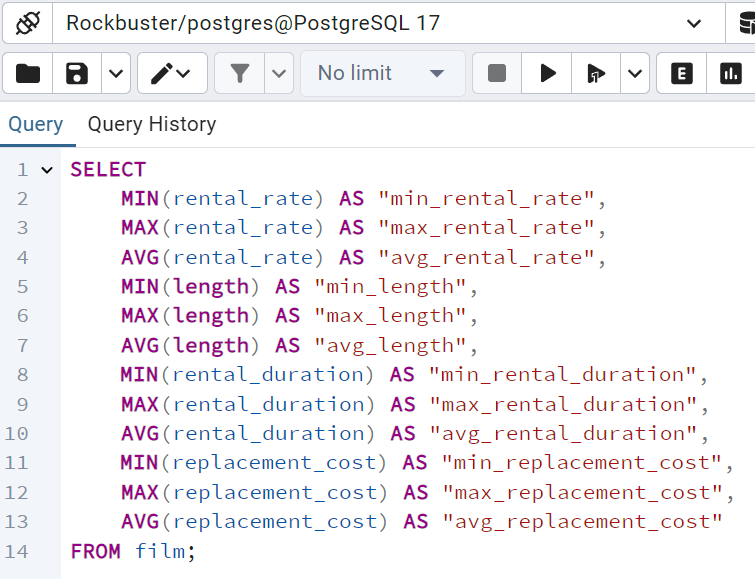 Rockbuster/postgres@PostgreSQL 17
No limit
E
Query Query History
1 SELECT
2 MIN(rental_rate) AS "min_rental_rate",
3 MAX(rental_rate) AS "max_rental_rate",
4 AVG(rental_rate) AS "avg_rental_rate",
5 MIN(length) AS "min_length",
6 MAX(length) AS "max_length",
7 AVG(length) AS "avg_length",
8 MIN(rental_duration) AS "min_rental_duration",
9 MAX(rental_duration) AS "max_rental_duration",
10 AVG(rental_duration) AS "avg_rental_duration",
11 MIN(replacement_cost) AS "min_replacement_cost",
12 MAX(replacement_cost) AS "max_replacement_cost",
13 AVG(replacement_cost) AS "avg_replacement_cost"
14 FROM film;